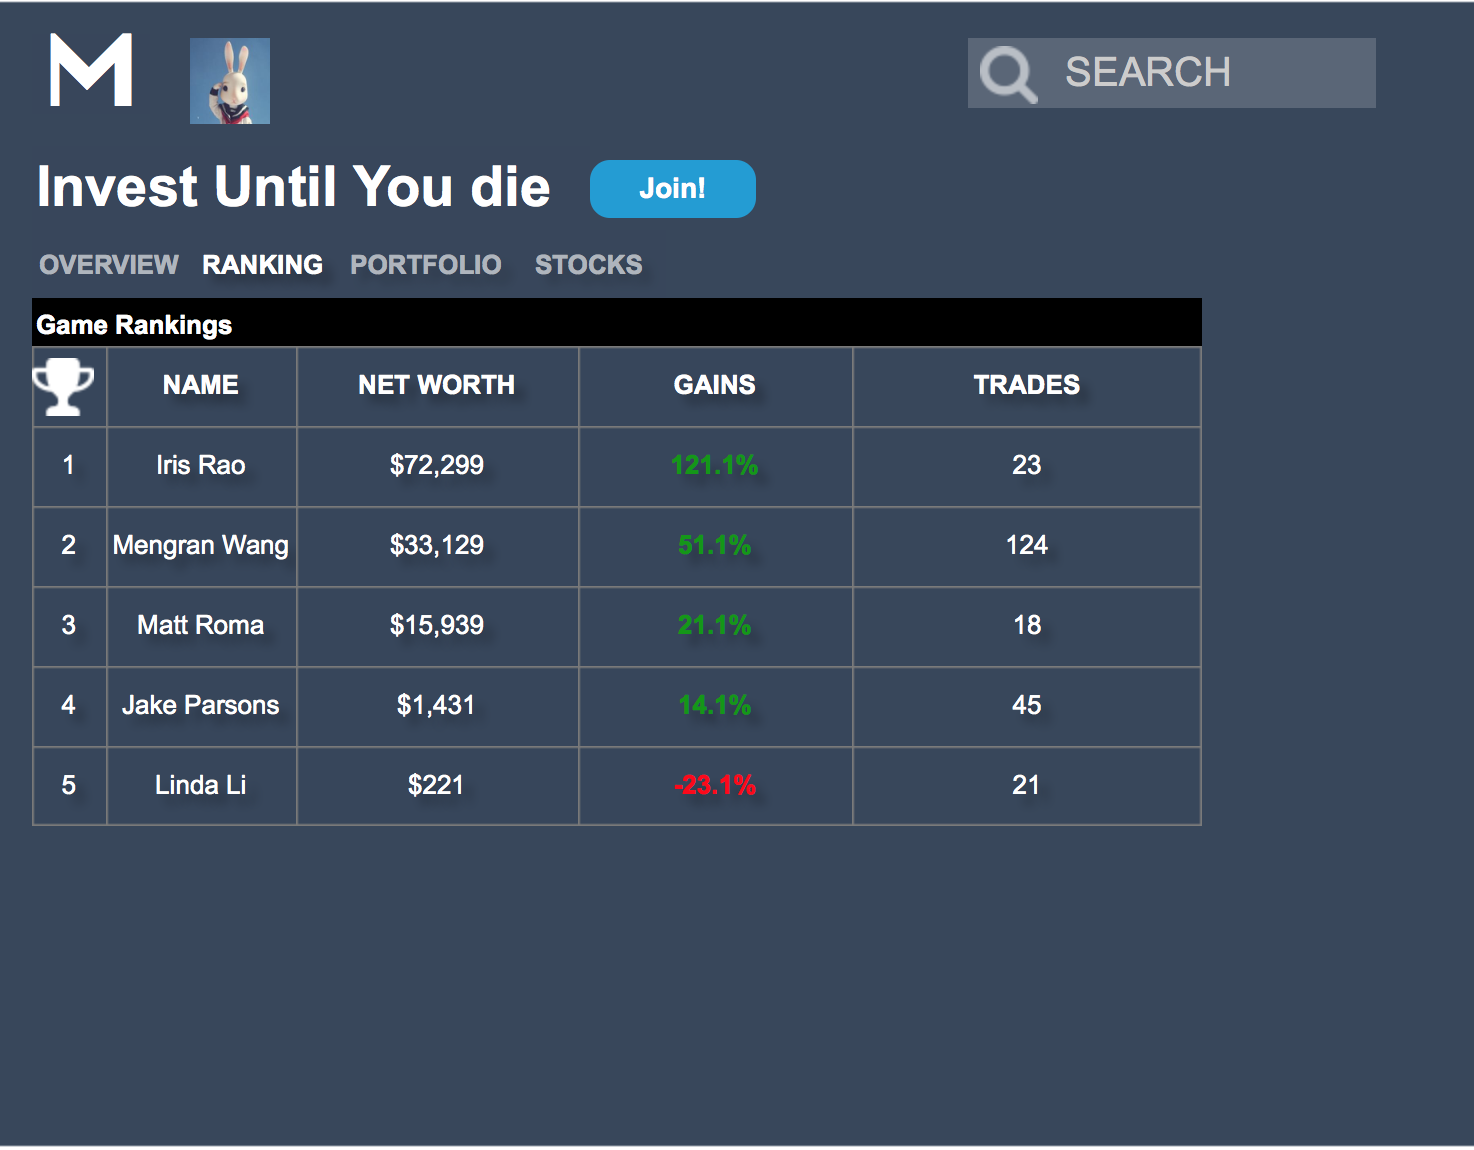 M
SEARCH
Invest Until You die
Join!
OVERVIEW RANKING PORTFOLIO STOCKS
Game Rankings
NAME NET WORTH GAINS TRADES
1 Iris Rao $72,299 121.1% 23
2 Mengran Wang $33,129 51.1% 124
3 Matt Roma $15,939 21.1% 18
4 Jake Parsons $1,431 14.1% 45
5 Linda Li $221 -23.1% 21